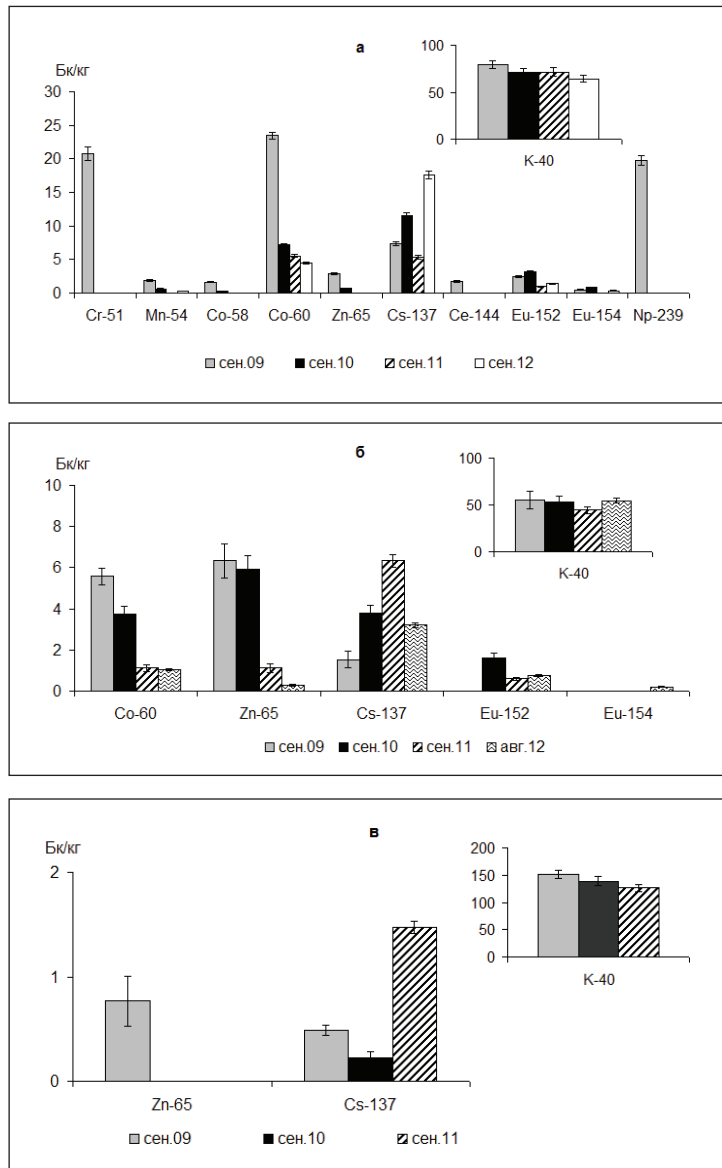 а
Бк/кг
100
50
0
K-40
30
25
20
15
10
5
0
Cr-51 Mn-54 Co-58 Co-60 Zn-65 Cs-137 Ce-144 Eu-152 Eu-154 Np-239
сен.09 сен.10 сен.11 сен.12
б
Бк/кг
100
50
0
K-40
10
8
6
4
2
0
Co-60 Zn-65 Cs-137 Eu-152 Eu-154
сен.09 сен.10 сен.11 авг.12
в
Бк/кг
200
150
100
50
0
K-40
2
1
0
Zn-65 Cs-137
сен.09 сен.10 сен.11